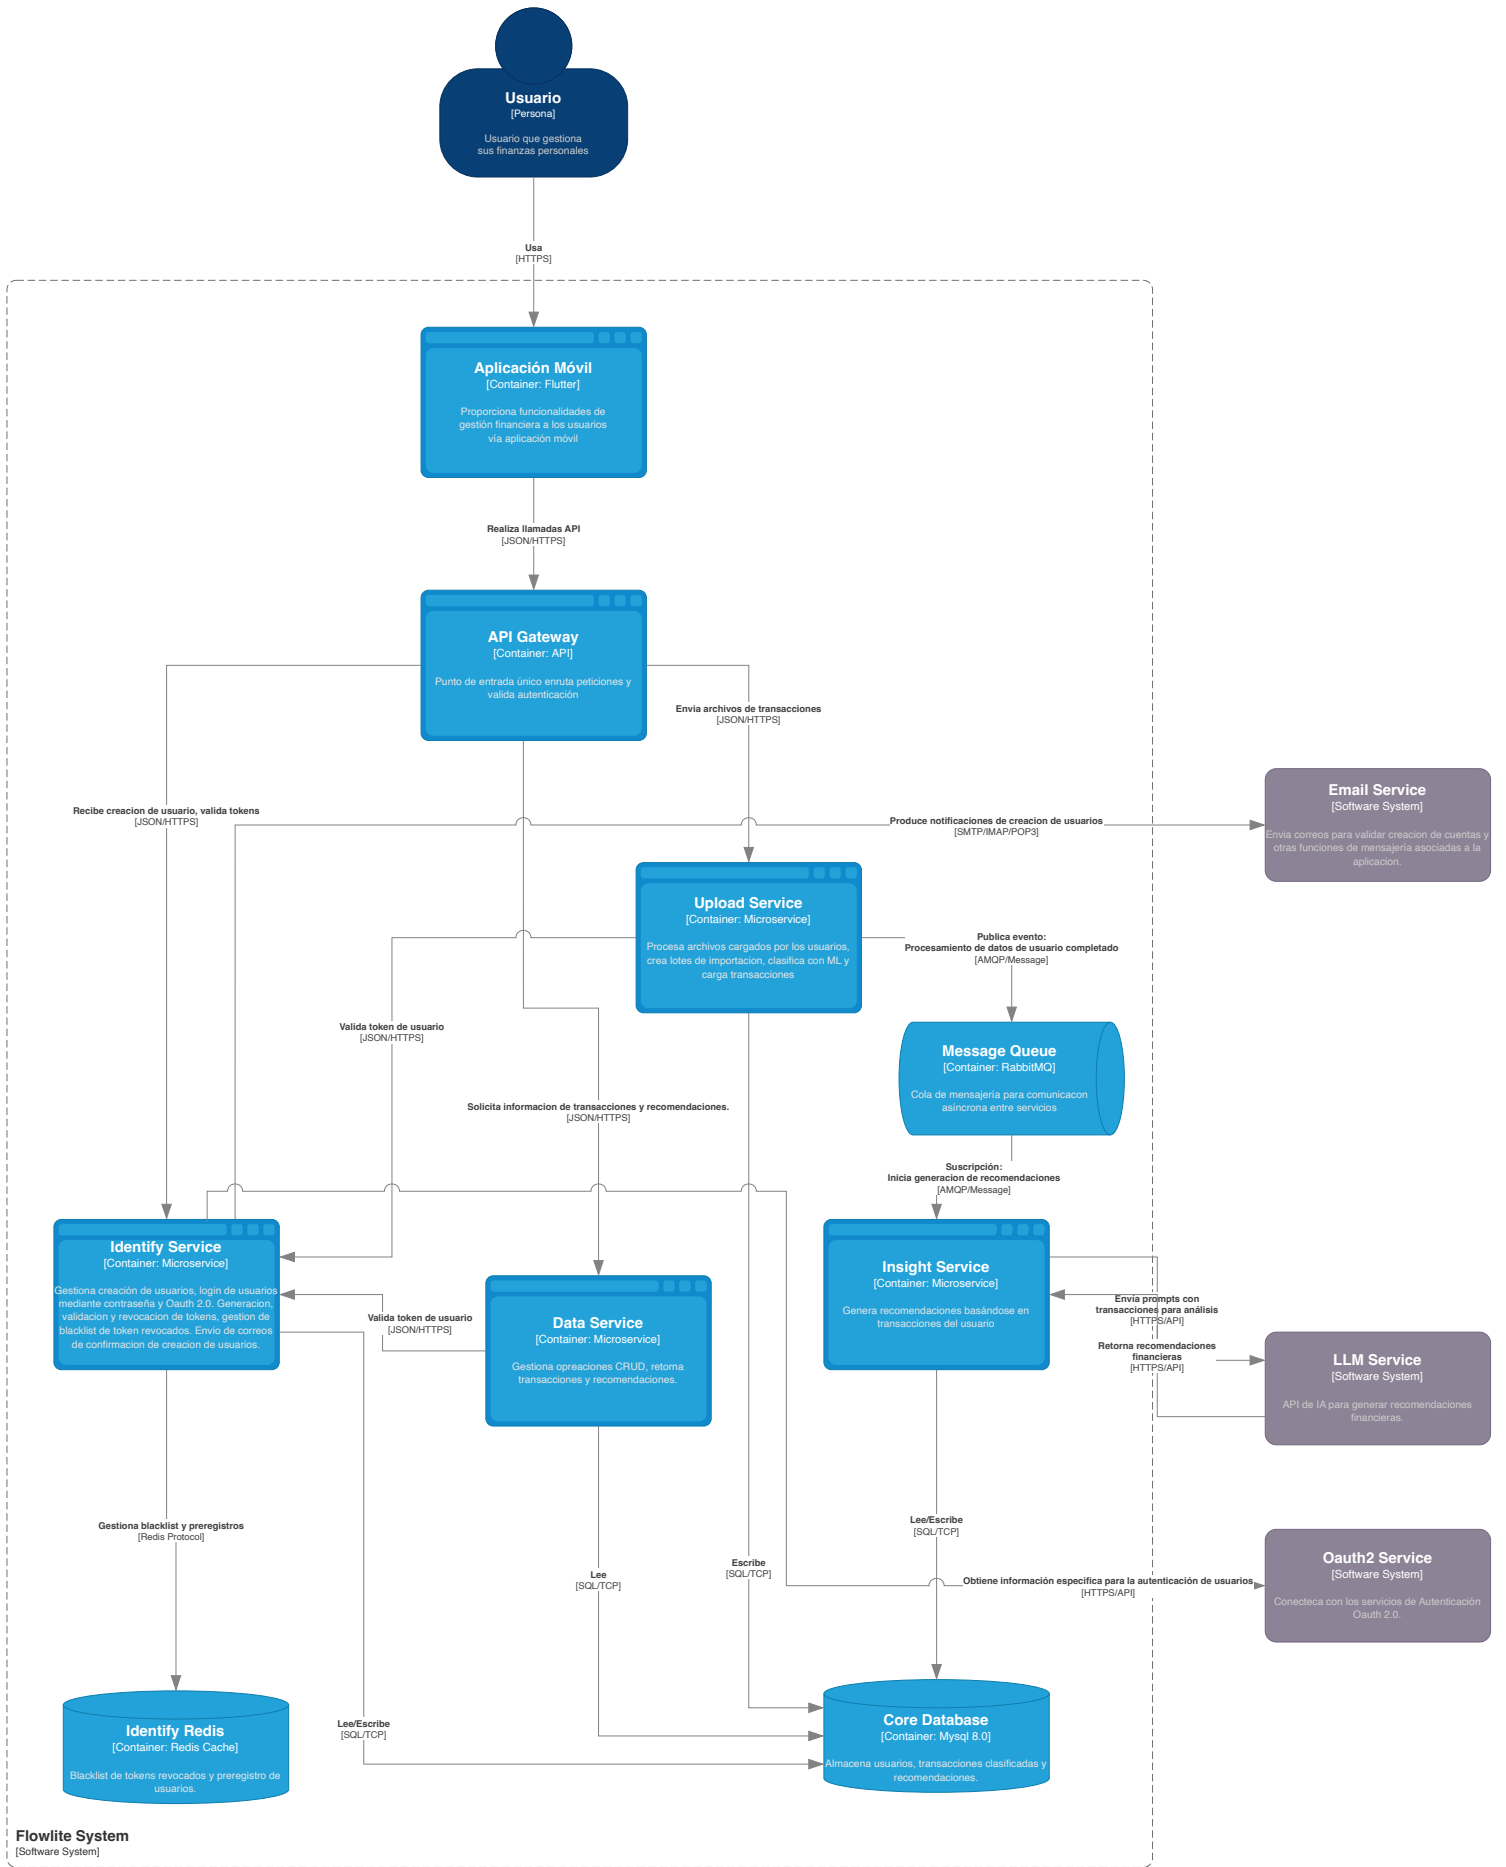 Usuario
[Persona]
Usuario que gestiona
sus finanzas personales
Usa
[HTTPS]
Aplicación Móvil
[Container: Flutter]
Proporciona funcionalidades de
gestión financiera a los usuarios
vía aplicación móvil
Realiza llamadas API
[JSON/HTTPS]
API Gateway
[Container: API]
Punto de entrada único enruta peticiones y
valida autenticación
Envia archivos de transacciones
[JSON/HTTPS]
Recibe creacion de usuario, valida tokens
[JSON/HTTPS]
Produce notificaciones de creacion de usuarios
[SMTP/IMAP/POP3]
Email Service
[Software System]
Envia correos para validar creacion de cuentas y
otras funciones de mensajería asociadas a la
aplicacion.
Upload Service
[Container: Microservice]
Procesa archivos cargados por los usuarios,
crea lotes de importacion, clasifica con ML y
carga transacciones
Publica evento:
Procesamiento de datos de usuario completado
[AMQP/Message]
Valida token de usuario
[JSON/HTTPS]
Message Queue
[Container: RabbitMQ]
Cola de mensajería para comunicacon
asíncrona entre servicios
Solicita informacion de transacciones y recomendaciones.
[JSON/HTTPS]
Suscripción:
Inicia generacion de recomendaciones
[AMQP/Message]
Identify Service
[Container: Microservice]
Gestiona creación de usuarios, login de usuarios
mediante contraseña y Oauth 2.0. Generacion,
validacion y revocacion de tokens, gestion de
blacklist de token revocados. Envio de correos
de confirmacion de creacion de usuarios.
Valida token de usuario
[JSON/HTTPS]
Data Service
[Container: Microservice]
Gestiona opreaciones CRUD, retorna
transacciones y recomendaciones.
Insight Service
[Container: Microservice]
Genera recomendaciones basándose en
transacciones del usuario
Envía prompts con
transacciones para análisis
[HTTPS/API]
Retorna recomendaciones
financieras
[HTTPS/API]
LLM Service
[Software System]
API de IA para generar recomendaciones
financieras.
Gestiona blacklist y preregistros
[Redis Protocol]
Lee
[SQL/TCP]
Escribe
[SQL/TCP]
Lee/Escribe
[SQL/TCP]
Obtiene información especifica para la autenticación de usuarios
[HTTPS/API]
Oauth2 Service
[Software System]
Conecteca con los servicios de Autenticación
Oauth 2.0.
Identify Redis
[Container: Redis Cache]
Blacklist de tokens revocados y preregistro de
usuarios.
Lee/Escribe
[SQL/TCP]
Core Database
[Container: Mysql 8.0]
Almacena usuarios, transacciones clasificadas y
recomendaciones.
Flowlite System
[Software System]